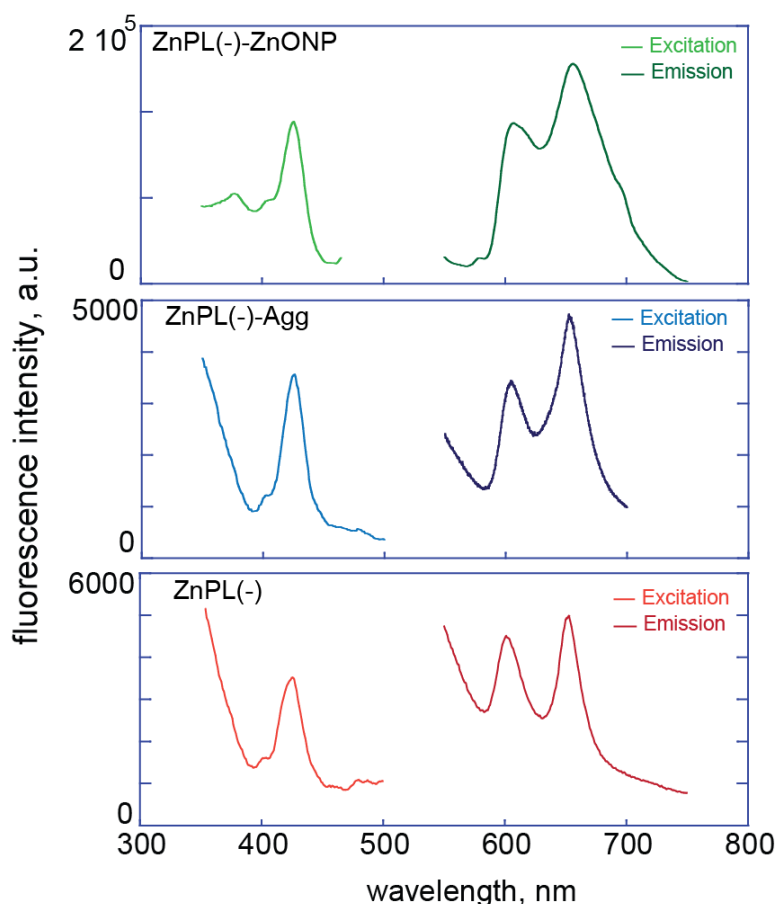 2 10^5
ZnPL(-)-ZnONP
Excitation
Emission
0
5000
ZnPL(-)-Agg
Excitation
Emission
0
6000
ZnPL(-)
Excitation
Emission
0
300 400 500 600 700 800
wavelength, nm
fluorescence intensity, a.u.